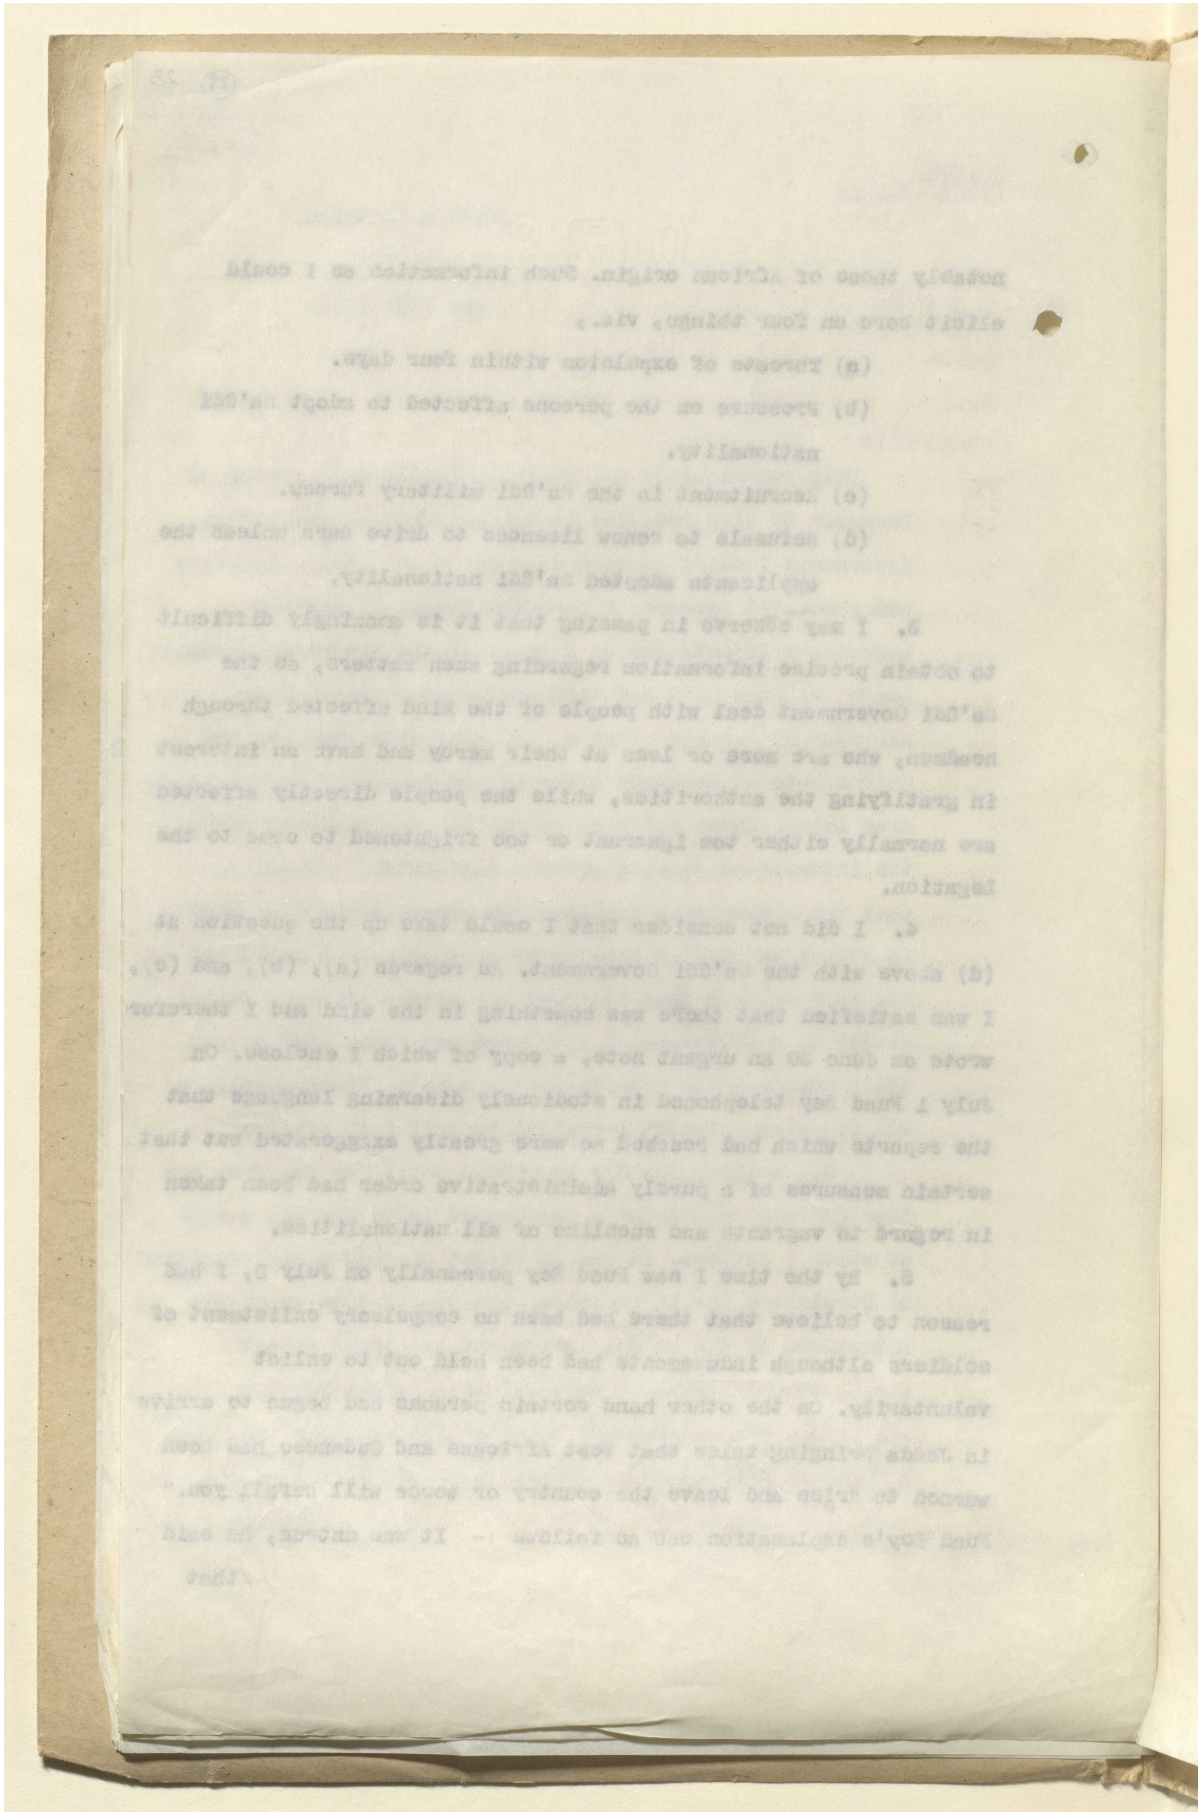 notably those of African origin. Such information as I could
elicit bore on four things, viz.,
(a) Threats of expulsion within four days.
(b) Pressure on the persons affected to adopt Sa'ûdi
nationality.
(c) Recruitment in the Sa'ûdi military forces.
(d) Refusals to renew licences to drive cars unless the
applicants adopted Sa'ûdi nationality.
3. I may observe in passing that it is amazingly difficult
to obtain precise information regarding such matters, as the
Sa'ûdi Government deal with people of the kind affected through
headmen, who are more or less at their mercy and have an interest
in gratifying the authorities, while the people directly affected
are normally either too ignorant or too frightened to come to the
Legation.
4. I did not consider that I could take up the question at
(d) above with the Sa'ûdi Government. As regards (a), (b), and (c),
I was satisfied that there was something in the wind and I therefor
wrote on June 30 an urgent note, a copy of which I enclose. On
July 1 Fuad Bey telephoned in studiously disarming language that
the reports which had reached me were greatly exaggerated but that
certain measures of a purely administrative order had been taken
in regard to vagrants and suchlike of all nationalities.
5. By the time I saw Fuad Bey personally on July 3, I had
reason to believe that there had been no compulsory enlistment of
soldiers although inducements had been held out to enlist
voluntarily. On the other hand certain persons had begun to arrive
in Jedda bringing tales that West Africans and Sudanese had been
warned to "arise and leave the country or worse will befall you."
Fuad Bey's explanation was as follows :- It was untrue, he said
/that